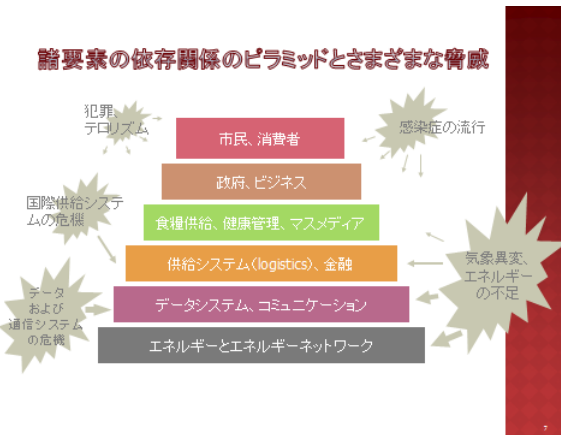 諸要素の依存関係のピラミッドとさまざまな脅威
犯罪、
テロリズム
感染症の流行
市民、消費者
政府、ビジネス
国際供給システ
ムの危機
食糧供給、健康管理、マスメディア
供給システム(logistics)、金融
気象異変、
エネルギー
の不足
データ
および
通信システム
の危機
データシステム、コミュニケーション
エネルギーとエネルギーネットワーク
7